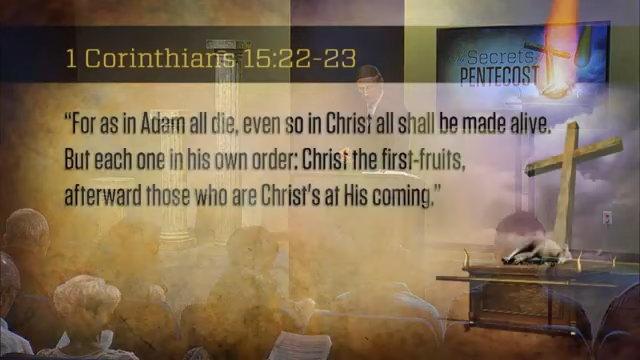 1 Corinthians 15:22-23
Secrets
PENTECOST
“For as in Adam all die, even so in Christ all shall be made alive.
But each one in his own order: Christ the first-fruits,
afterward those who are Christ's at His coming.”